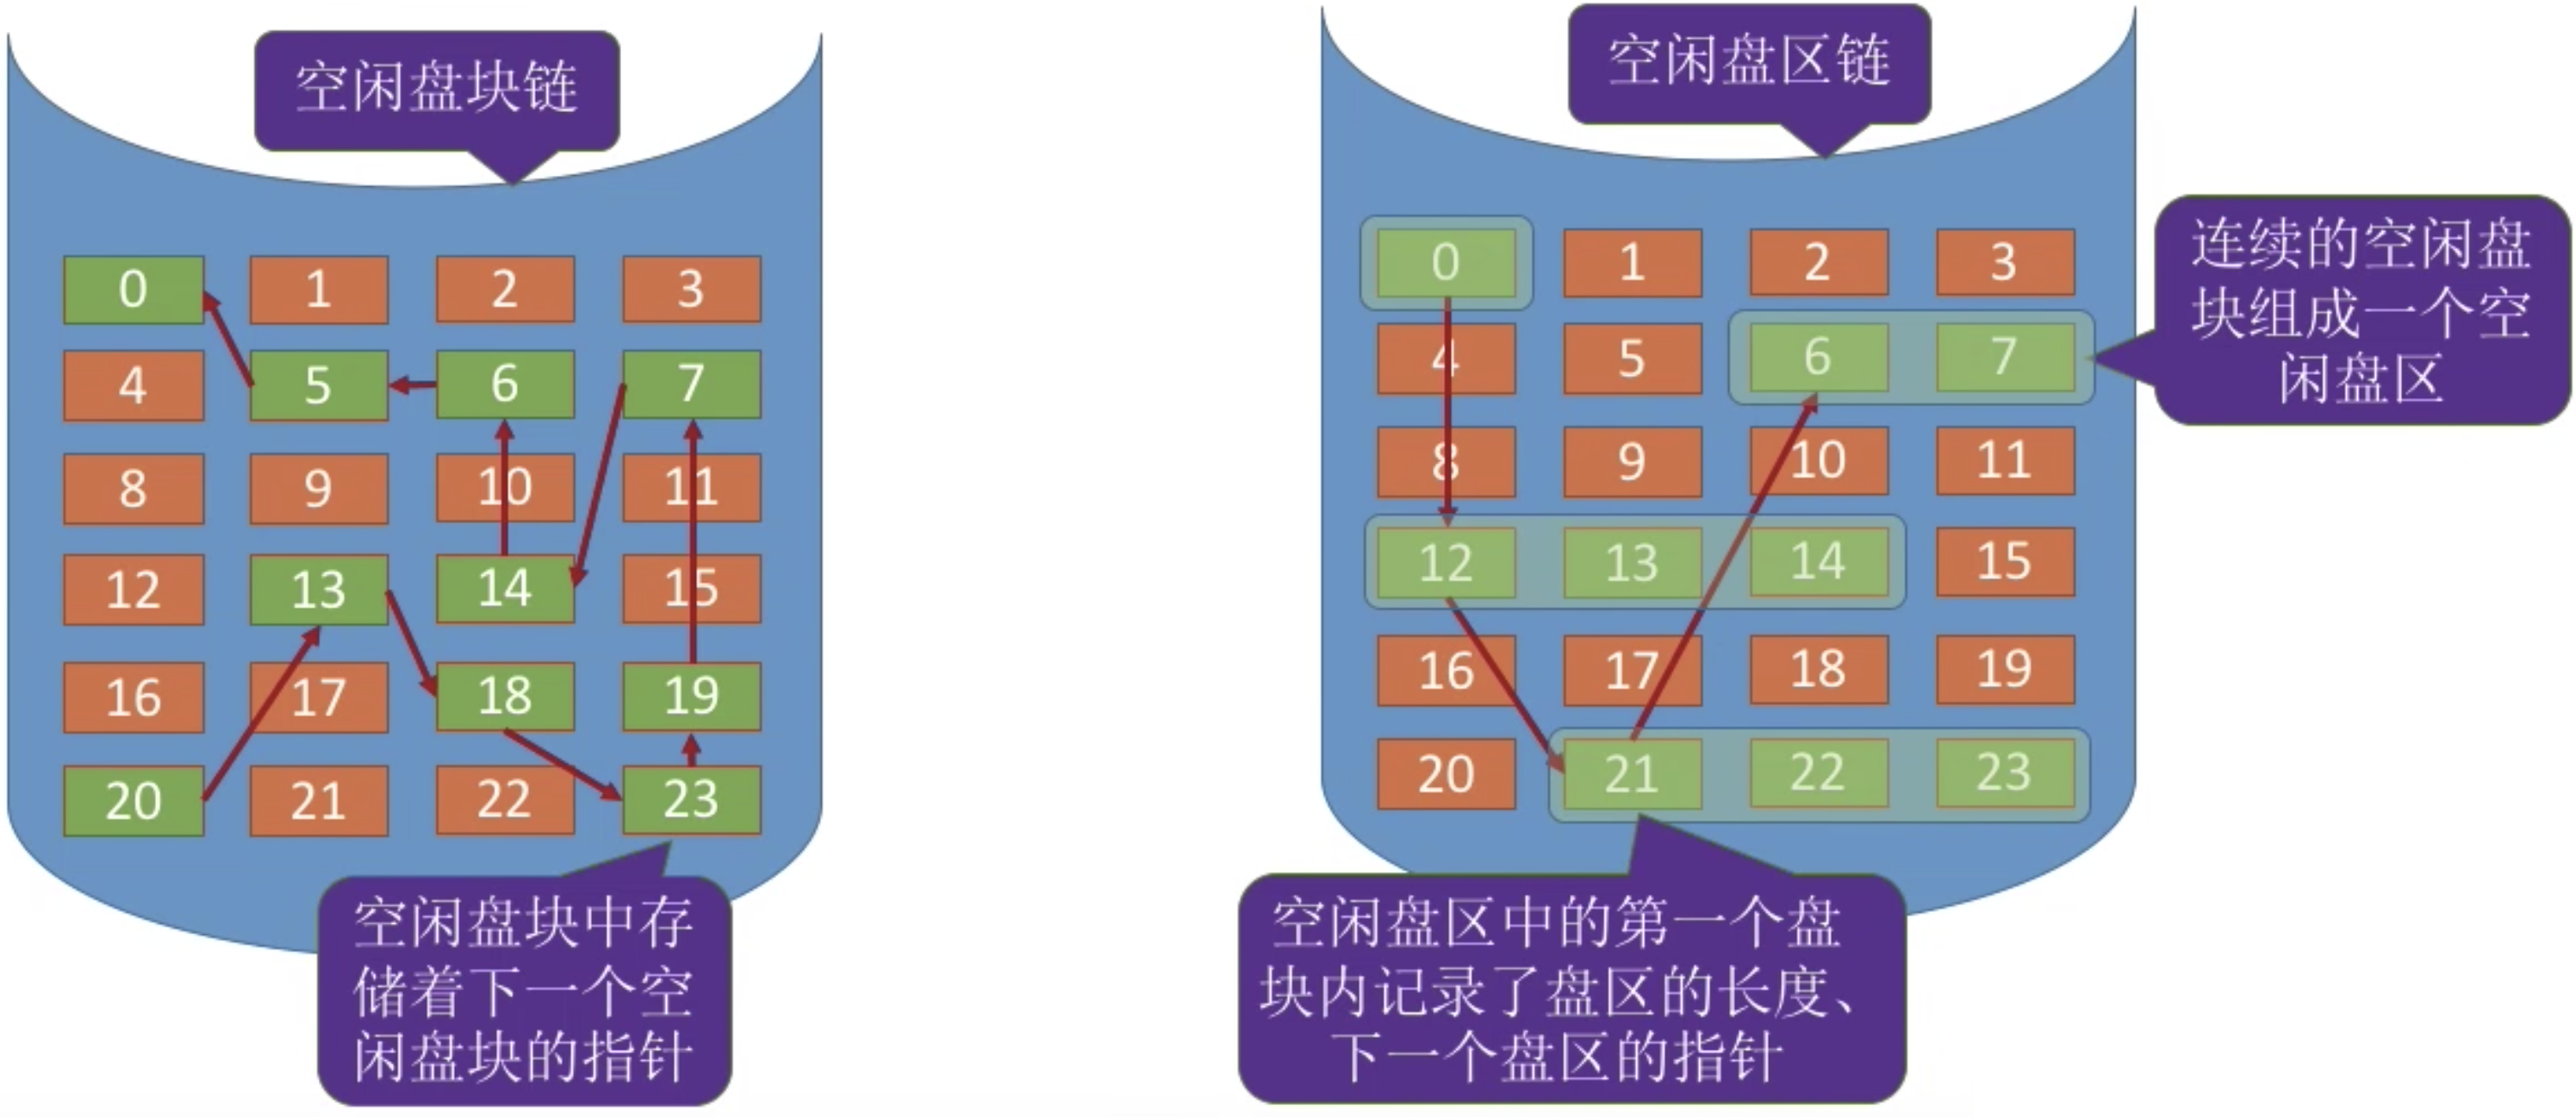 空闲盘块链
0 1 2 3
4 5 6 7
8 9 10 11
12 13 14 15
16 17 18 19
20 21 22 23
空闲盘块中存
储着下一个空
闲盘块的指针
空闲盘区链
0 1 2 3
4 5 6 7
8 9 10 11
12 13 14 15
16 17 18 19
20 21 22 23
连续的空闲盘
块组成一个空
闲盘区
空闲盘区中的第一个盘
块内记录了盘区的长度、
下一个盘区的指针